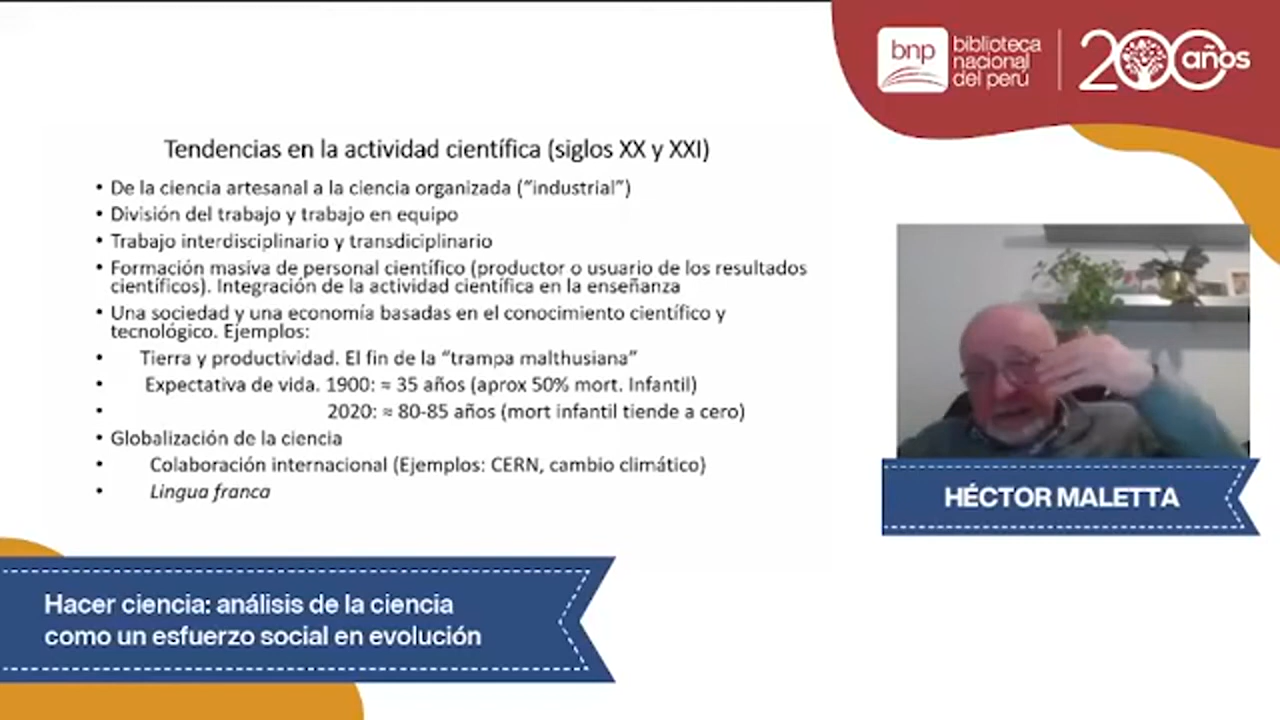 bnp
biblioteca
nacional
del perú
200 años
Tendencias en la actividad científica (siglos XX y XXI)
• De la ciencia artesanal a la ciencia organizada (“industrial”)
• División del trabajo y trabajo en equipo
• Trabajo interdisciplinario y transdiciplinario
• Formación masiva de personal científico (productor o usuario de los resultados
científicos). Integración de la actividad científica en la enseñanza
• Una sociedad y una economía basadas en el conocimiento científico y
tecnológico. Ejemplos:
• Tierra y productividad. El fin de la “trampa malthusiana”
• Expectativa de vida. 1900: ≈ 35 años (aprox 50% mort. Infantil)
• 2020: ≈ 80-85 años (mort infantil tiende a cero)
• Globalización de la ciencia
• Colaboración internacional (Ejemplos: CERN, cambio climático)
• Lingua franca
HÉCTOR MALETTA
Hacer ciencia: análisis de la ciencia
como un esfuerzo social en evolución